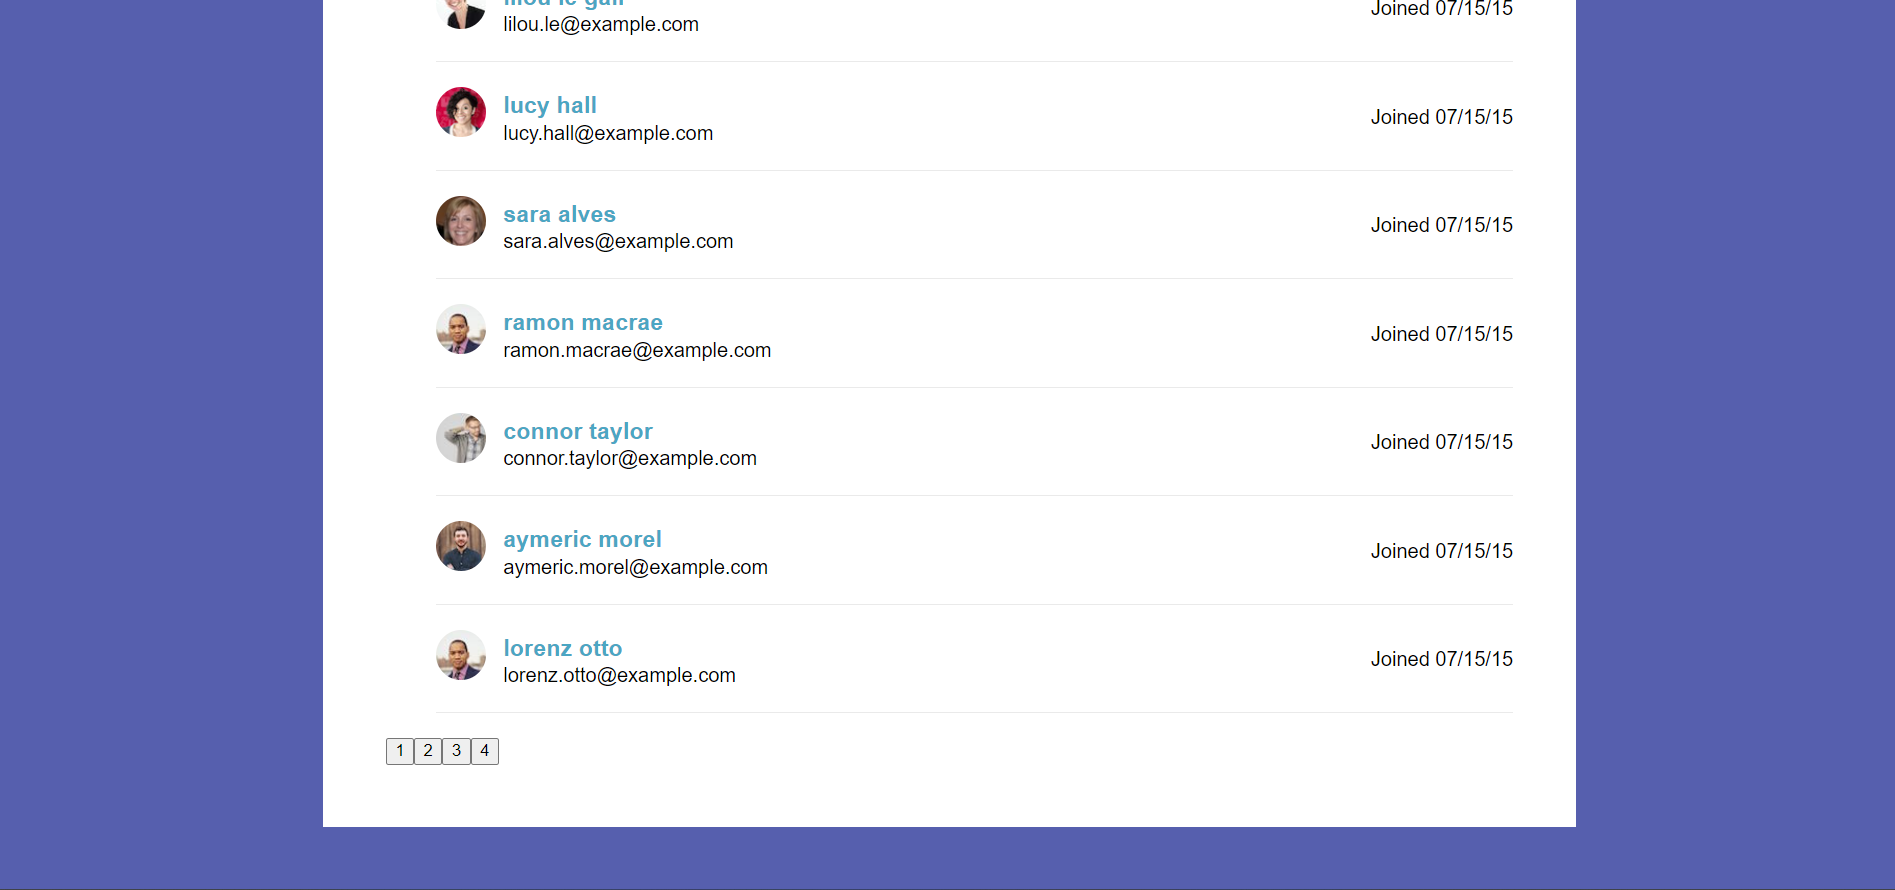 lilou le gall
lilou.le@example.com
Joined 07/15/15
lucy hall
lucy.hall@example.com
Joined 07/15/15
sara alves
sara.alves@example.com
Joined 07/15/15
ramon macrae
ramon.macrae@example.com
Joined 07/15/15
connor taylor
connor.taylor@example.com
Joined 07/15/15
aymeric morel
aymeric.morel@example.com
Joined 07/15/15
lorenz otto
lorenz.otto@example.com
Joined 07/15/15
1 2 3 4